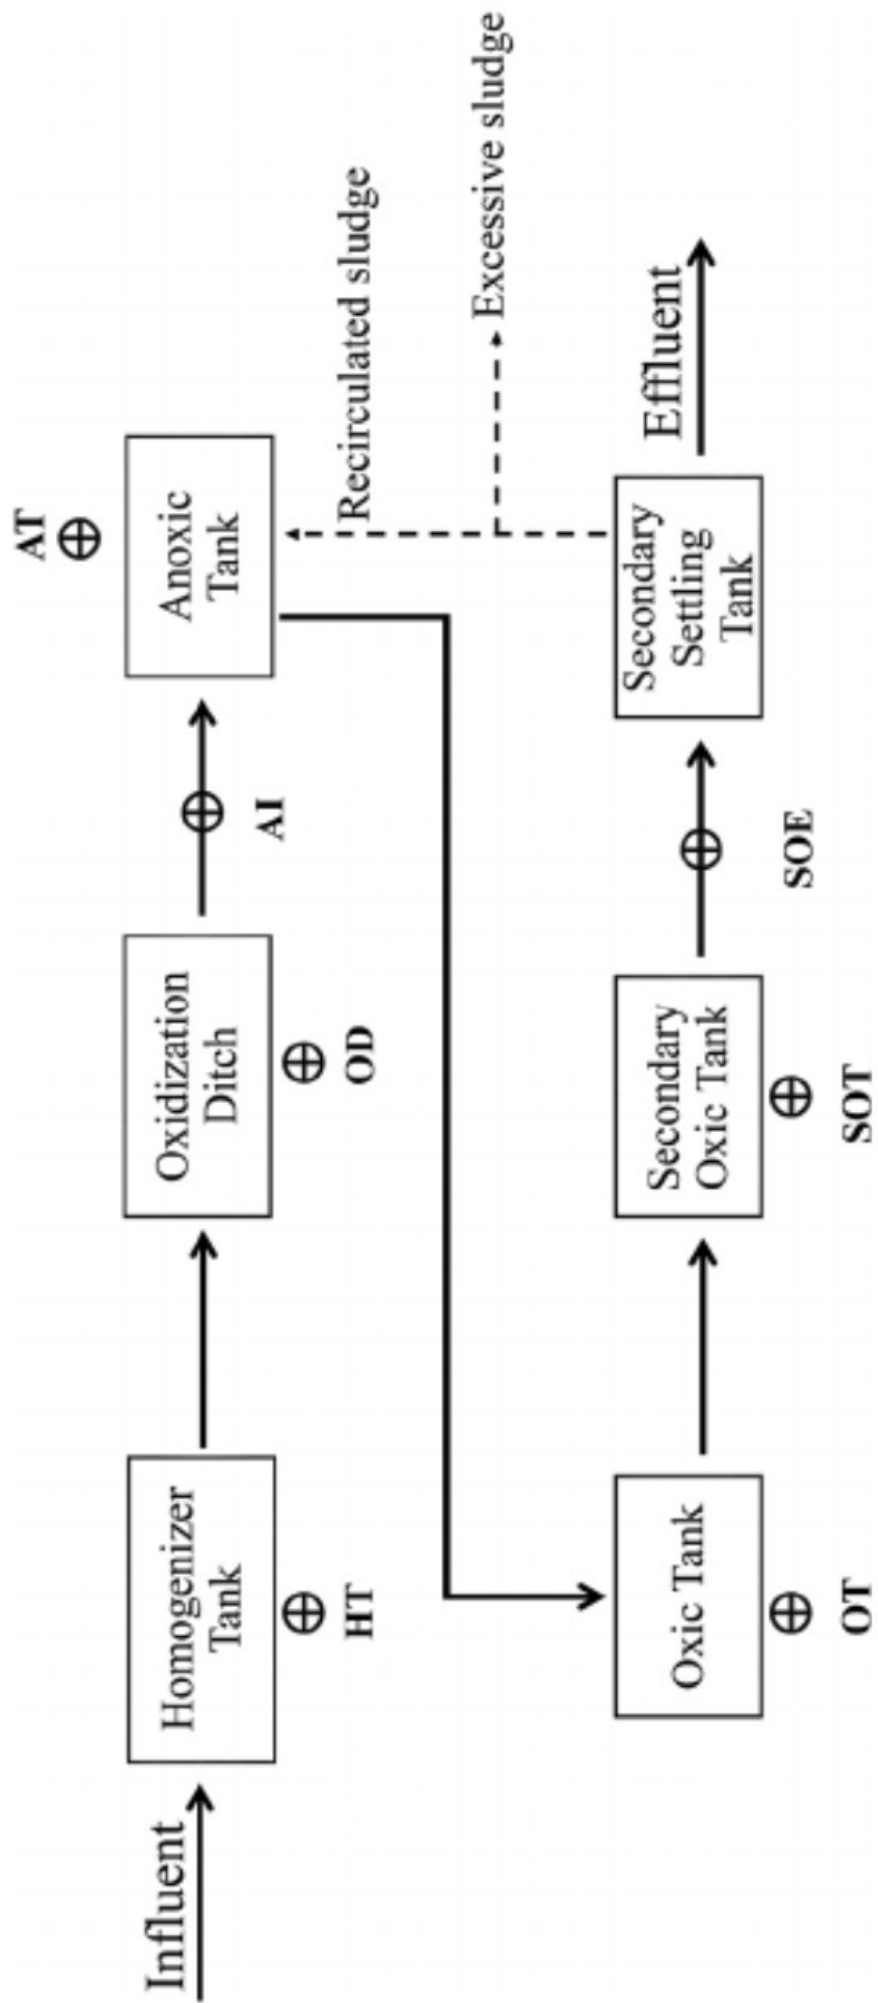 Influent
Homogenizer
Tank
HT
Oxidization
Ditch
OD
AI
AT
Anoxic
Tank
Recirculated sludge
Excessive sludge
Oxic Tank
OT
Secondary
Oxic Tank
SOT
SOE
Secondary
Settling
Tank
Effluent